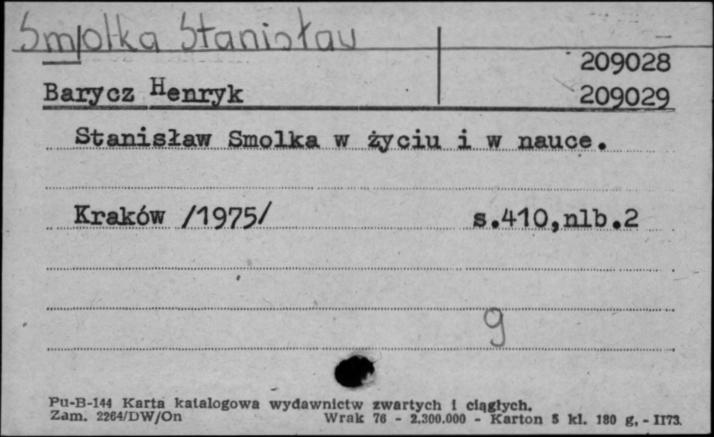 Smolka Stanisław
209028
Barycz Henryk 209029
Stanisław Smolka w życiu i w nauce.
Kraków /1975/ s.410,nlb.2
9
Pu-B-144 Karta katalogowa wydawnictw zwartych i ciągłych.
Zam. 2264/DW/On Wrak 76 - 2.300.000 - Karton 5 kl. 180 g, - II73.